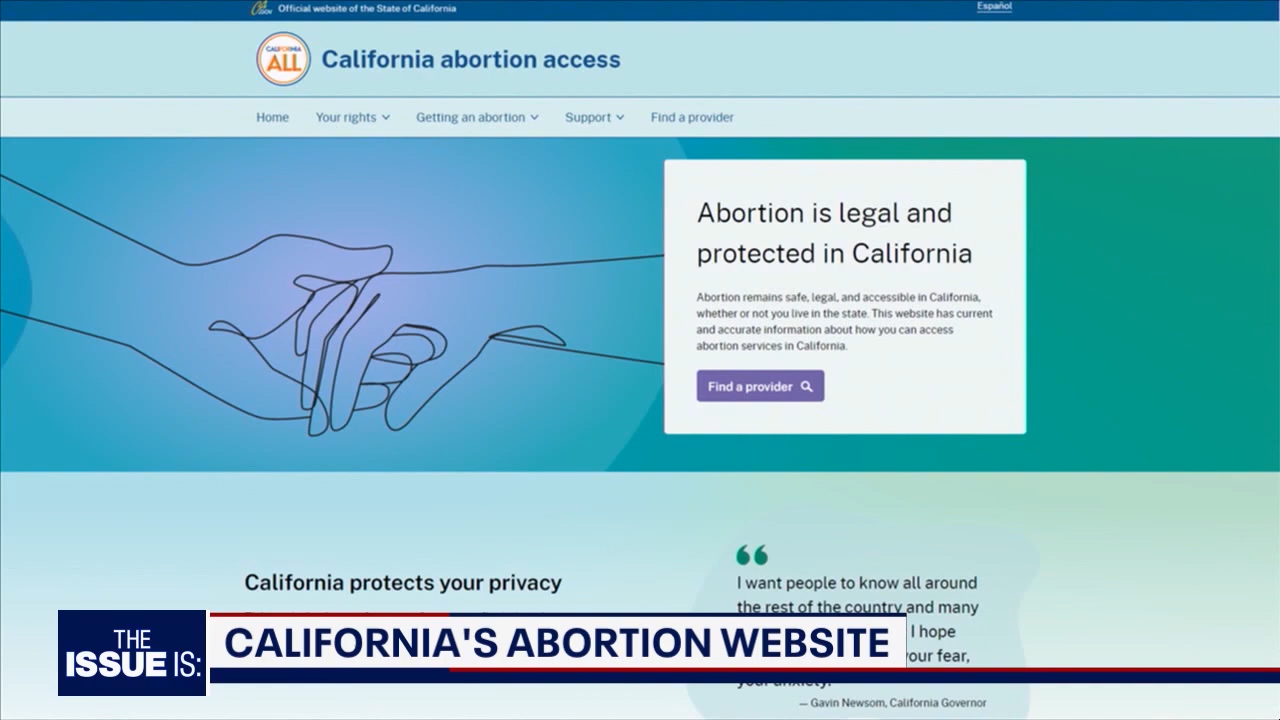 Official website of the State of California
Español
CALIFORNIA
ALL
California abortion access
Home
Your rights
Getting an abortion
Support
Find a provider
Abortion is legal and
protected in California
Abortion remains safe, legal, and accessible in California,
whether or not you live in the state. This website has current
and accurate information about how you can access
abortion services in California.
Find a provider
California protects your privacy
“
I want people to know all around
the rest of the country and many
I hope
your fear,
your anxiety.
— Gavin Newsom, California Governor
THE
ISSUE IS:
CALIFORNIA'S ABORTION WEBSITE